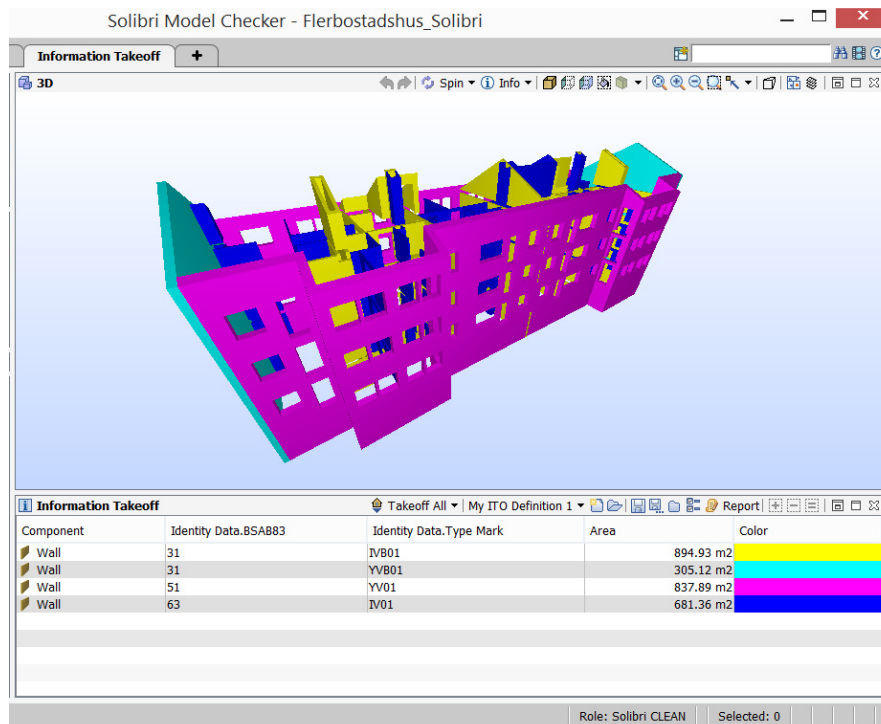 Solibri Model Checker - Flerbostadshus_Solibri
Information Takeoff
3D
Spin
Info
Information Takeoff
Takeoff All
My ITO Definition 1
Report
Component Identity Data.BSAB83 Identity Data.Type Mark Area Color
Wall 31 IVB01 894.93 m2
Wall 31 YVB01 305.12 m2
Wall 51 YV01 837.89 m2
Wall 63 IV01 681.36 m2
Role: Solibri CLEAN
Selected: 0